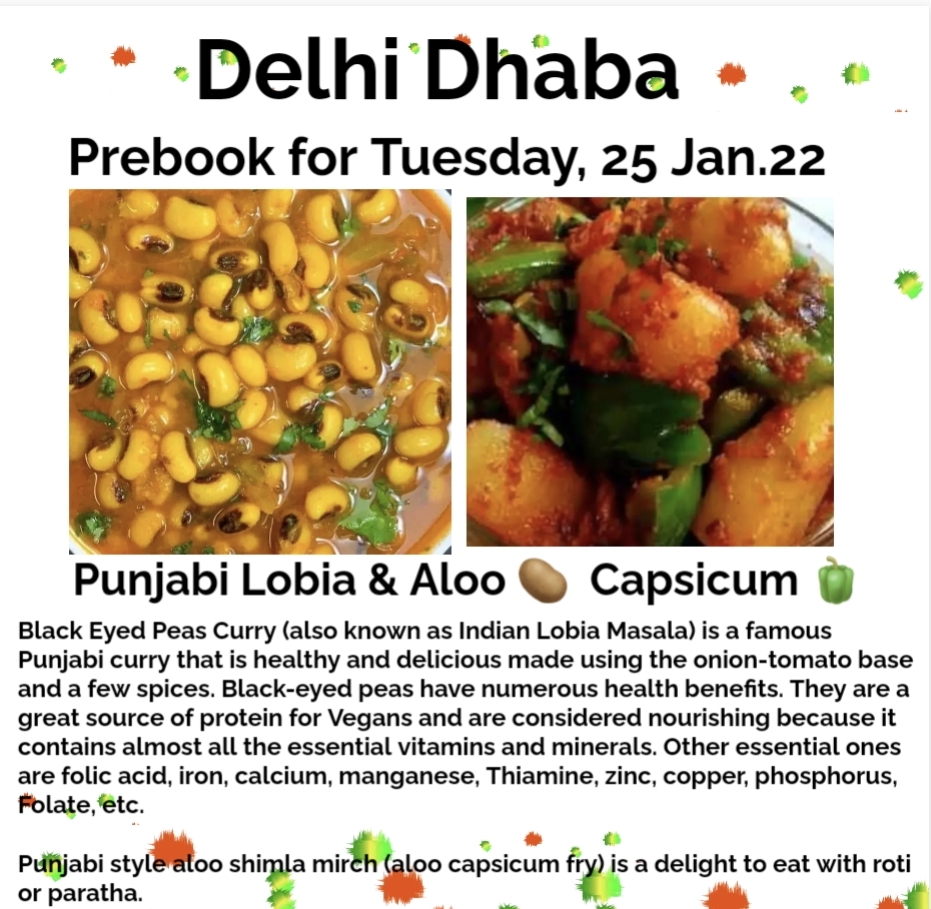 Delhi Dhaba
Prebook for Tuesday, 25 Jan.22
Punjabi Lobia & Aloo 🥔 Capsicum 🫑
Black Eyed Peas Curry (also known as Indian Lobia Masala) is a famous
Punjabi curry that is healthy and delicious made using the onion-tomato base
and a few spices. Black-eyed peas have numerous health benefits. They are a
great source of protein for Vegans and are considered nourishing because it
contains almost all the essential vitamins and minerals. Other essential ones
are folic acid, iron, calcium, manganese, Thiamine, zinc, copper, phosphorus,
Folate, etc.
Punjabi style aloo shimla mirch (aloo capsicum fry) is a delight to eat with roti
or paratha.